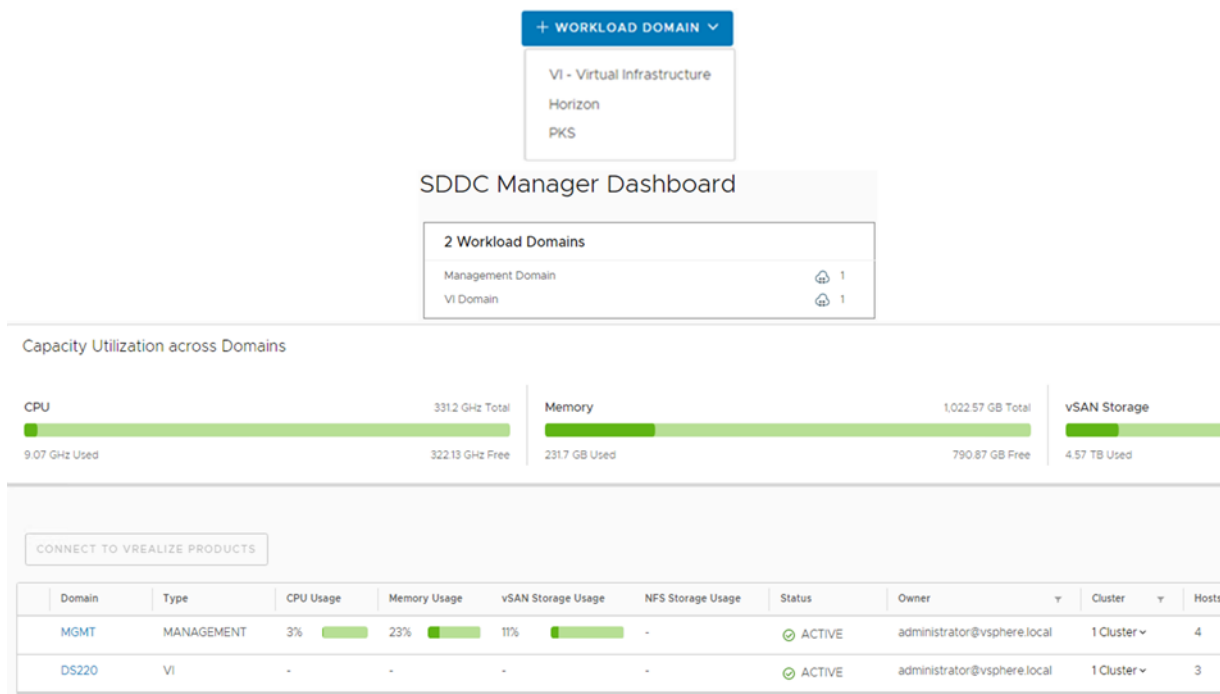 + WORKLOAD DOMAIN
VI - Virtual Infrastructure
Horizon
PKS
SDDC Manager Dashboard
2 Workload Domains
Management Domain 1
VI Domain 1
Capacity Utilization across Domains
CPU 331.2 GHz Total
9.07 GHz Used 322.13 GHz Free
Memory 1,022.57 GB Total
231.7 GB Used 790.87 GB Free
vSAN Storage
4.57 TB Used
CONNECT TO VREALIZE PRODUCTS
Domain Type CPU Usage Memory Usage vSAN Storage Usage NFS Storage Usage Status Owner Cluster Hosts
MGMT MANAGEMENT 3% 23% 11% - ACTIVE administrator@vsphere.local 1 Cluster 4
DS220 VI - - - - ACTIVE administrator@vsphere.local 1 Cluster 3